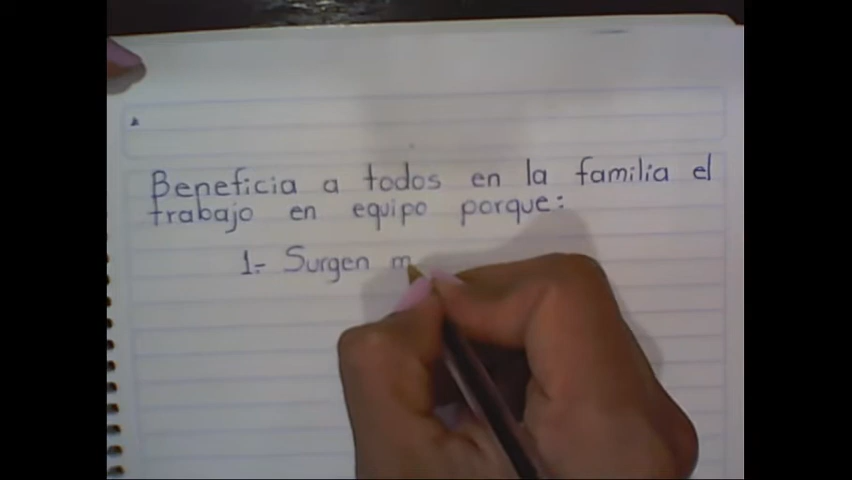 Beneficia a todos en la familia el
trabajo en equipo porque:
1.- Surgen m